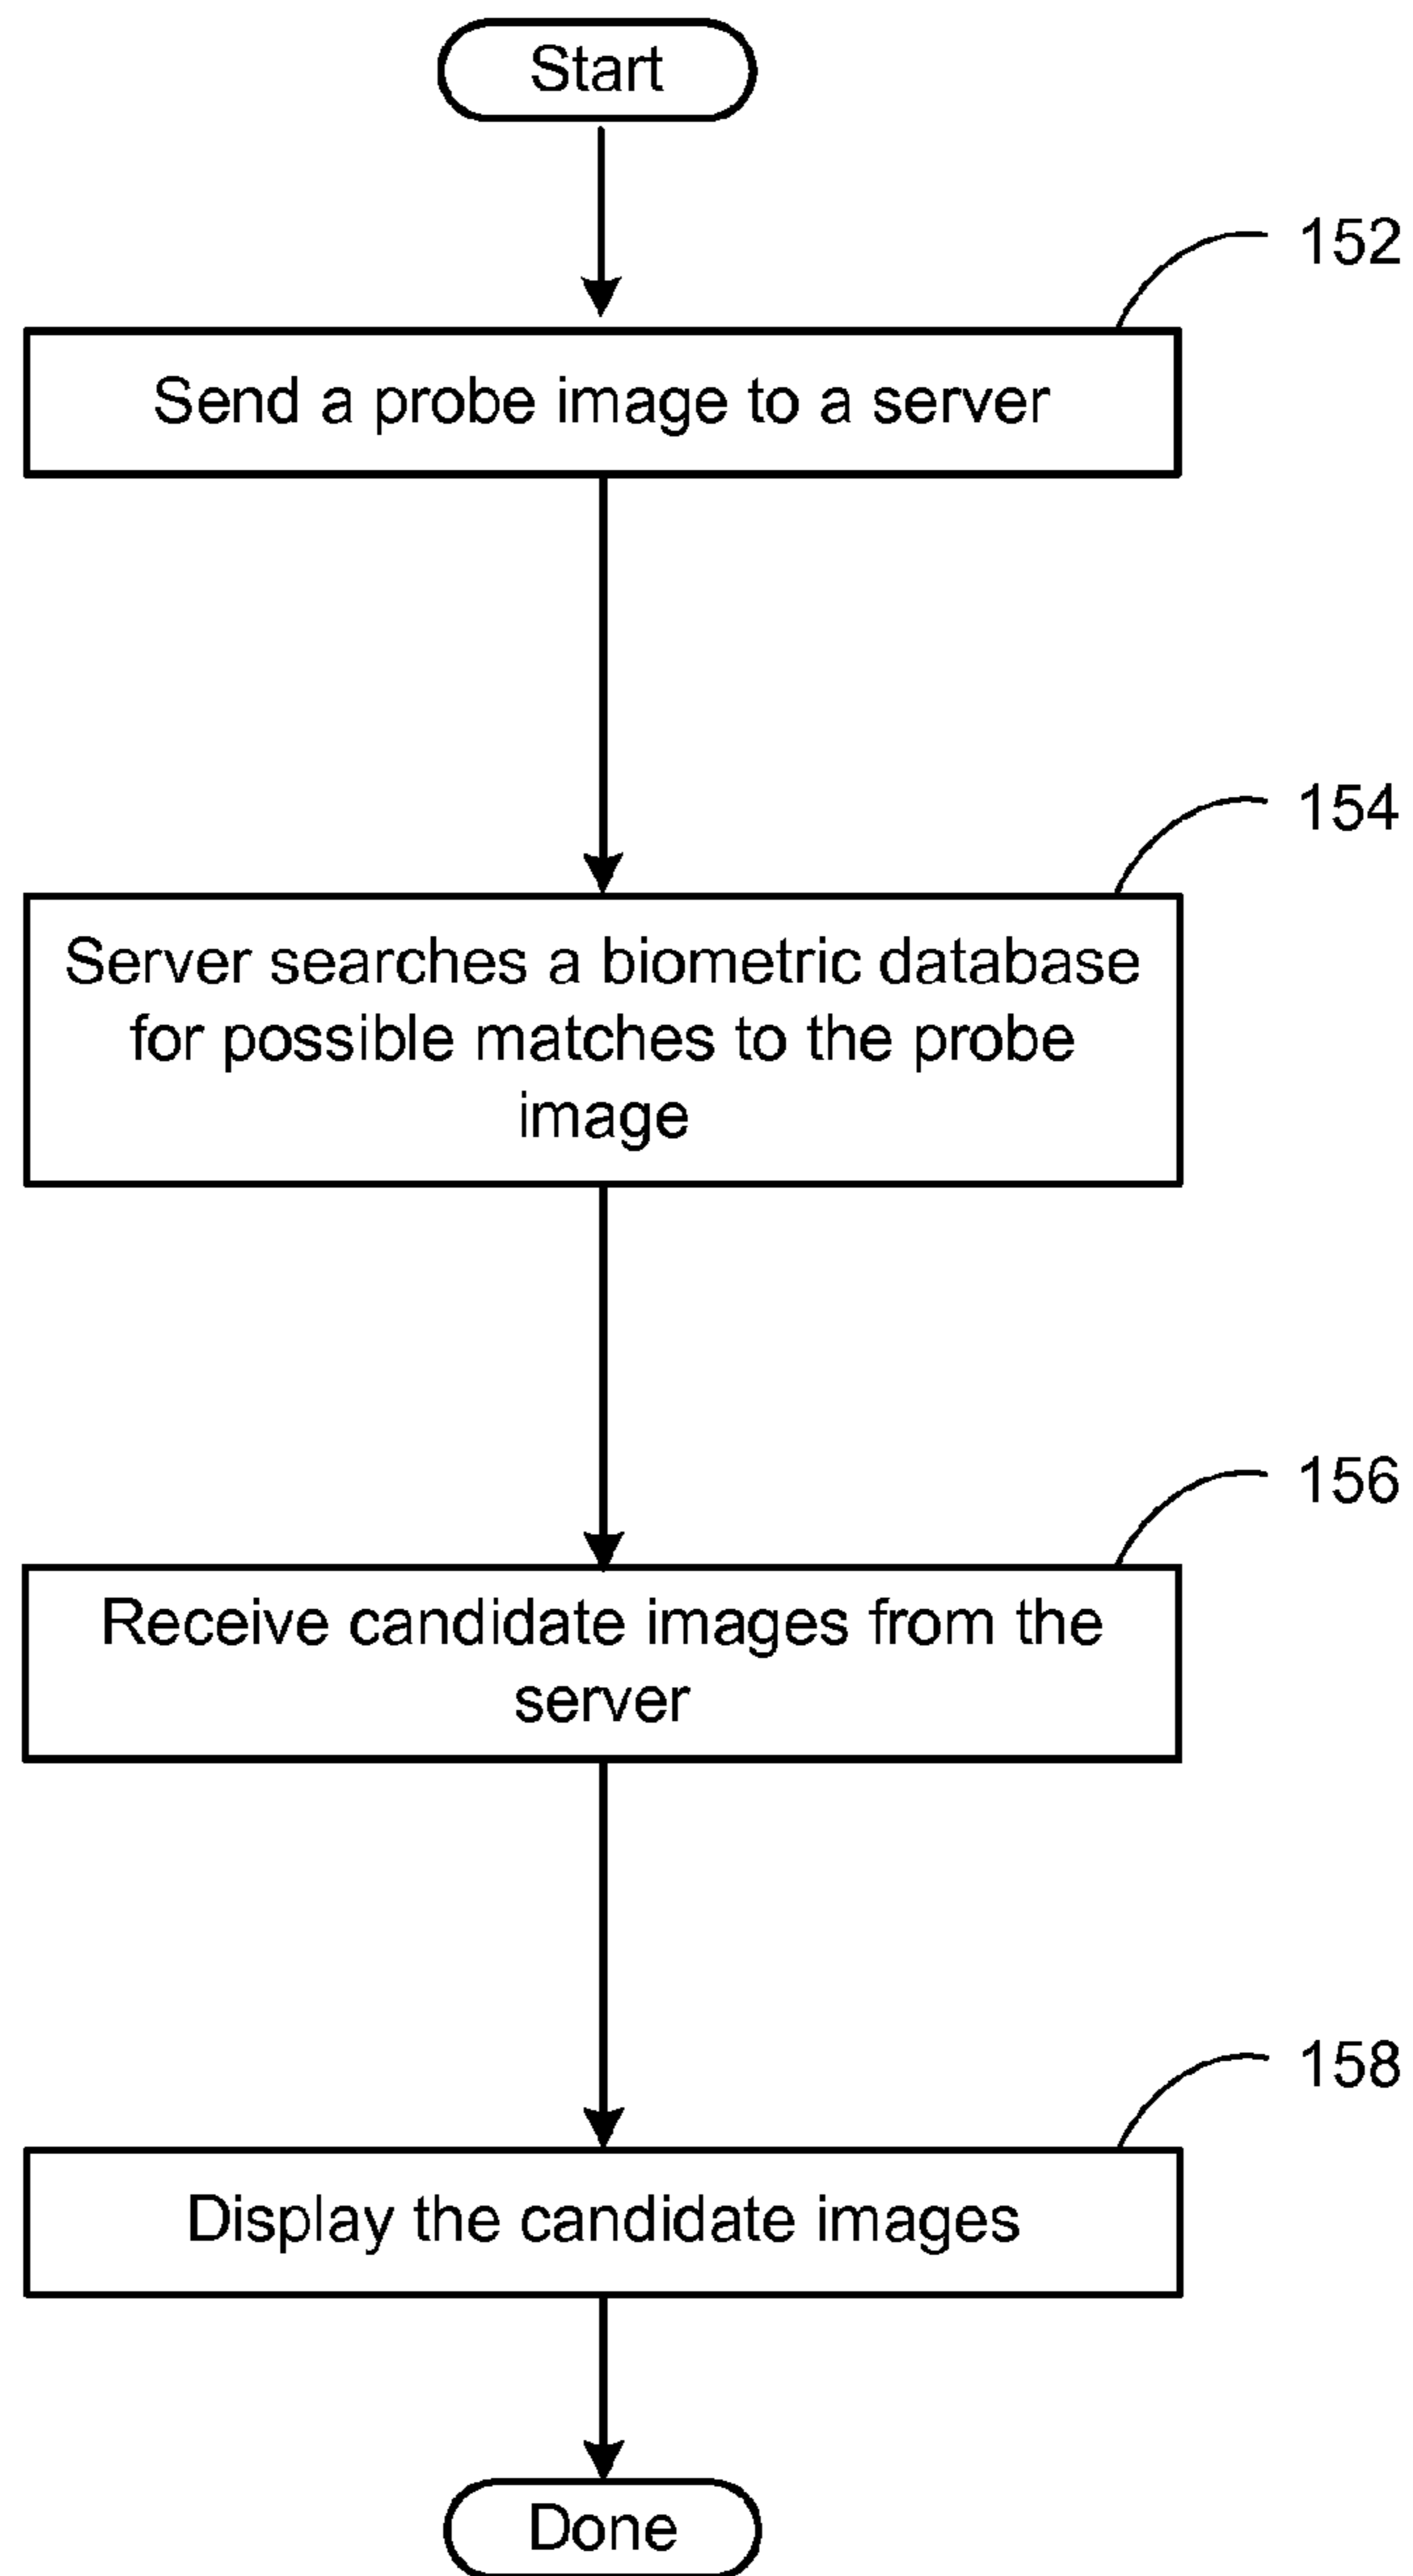 Start
152
Send a probe image to a server
154
Server searches a biometric database
for possible matches to the probe
image
156
Receive candidate images from the
server
158
Display the candidate images
Done